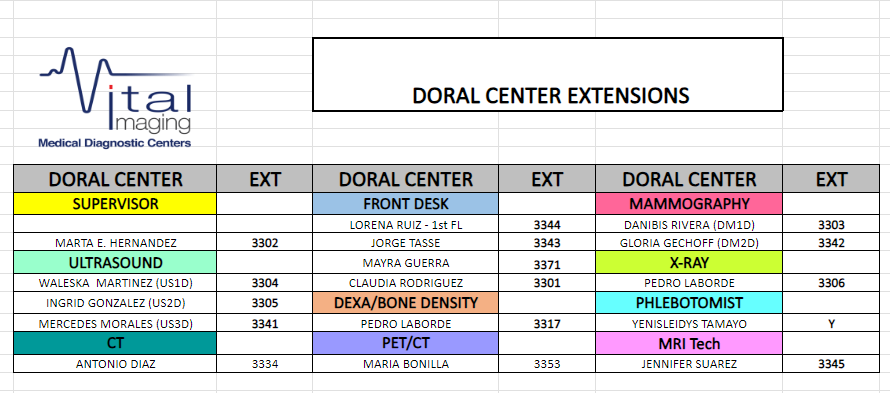 Vital
Imaging
Medical Diagnostic Centers
DORAL CENTER EXTENSIONS
DORAL CENTER EXT DORAL CENTER EXT DORAL CENTER EXT
SUPERVISOR FRONT DESK MAMMOGRAPHY
LORENA RUIZ - 1st FL 3344 DANIBIS RIVERA (DM1D) 3303
MARTA E. HERNANDEZ 3302 JORGE TASSE 3343 GLORIA GECHOFF (DM2D) 3342
ULTRASOUND MAYRA GUERRA 3371 X-RAY
WALESKA MARTINEZ (US1D) 3304 CLAUDIA RODRIGUEZ 3301 PEDRO LABORDE 3306
INGRID GONZALEZ (US2D) 3305 DEXA/BONE DENSITY PHLEBOTOMIST
MERCEDES MORALES (US3D) 3341 PEDRO LABORDE 3317 YENISLEIDYS TAMAYO Y
CT PET/CT MRI Tech
ANTONIO DIAZ 3334 MARIA BONILLA 3353 JENNIFER SUAREZ 3345